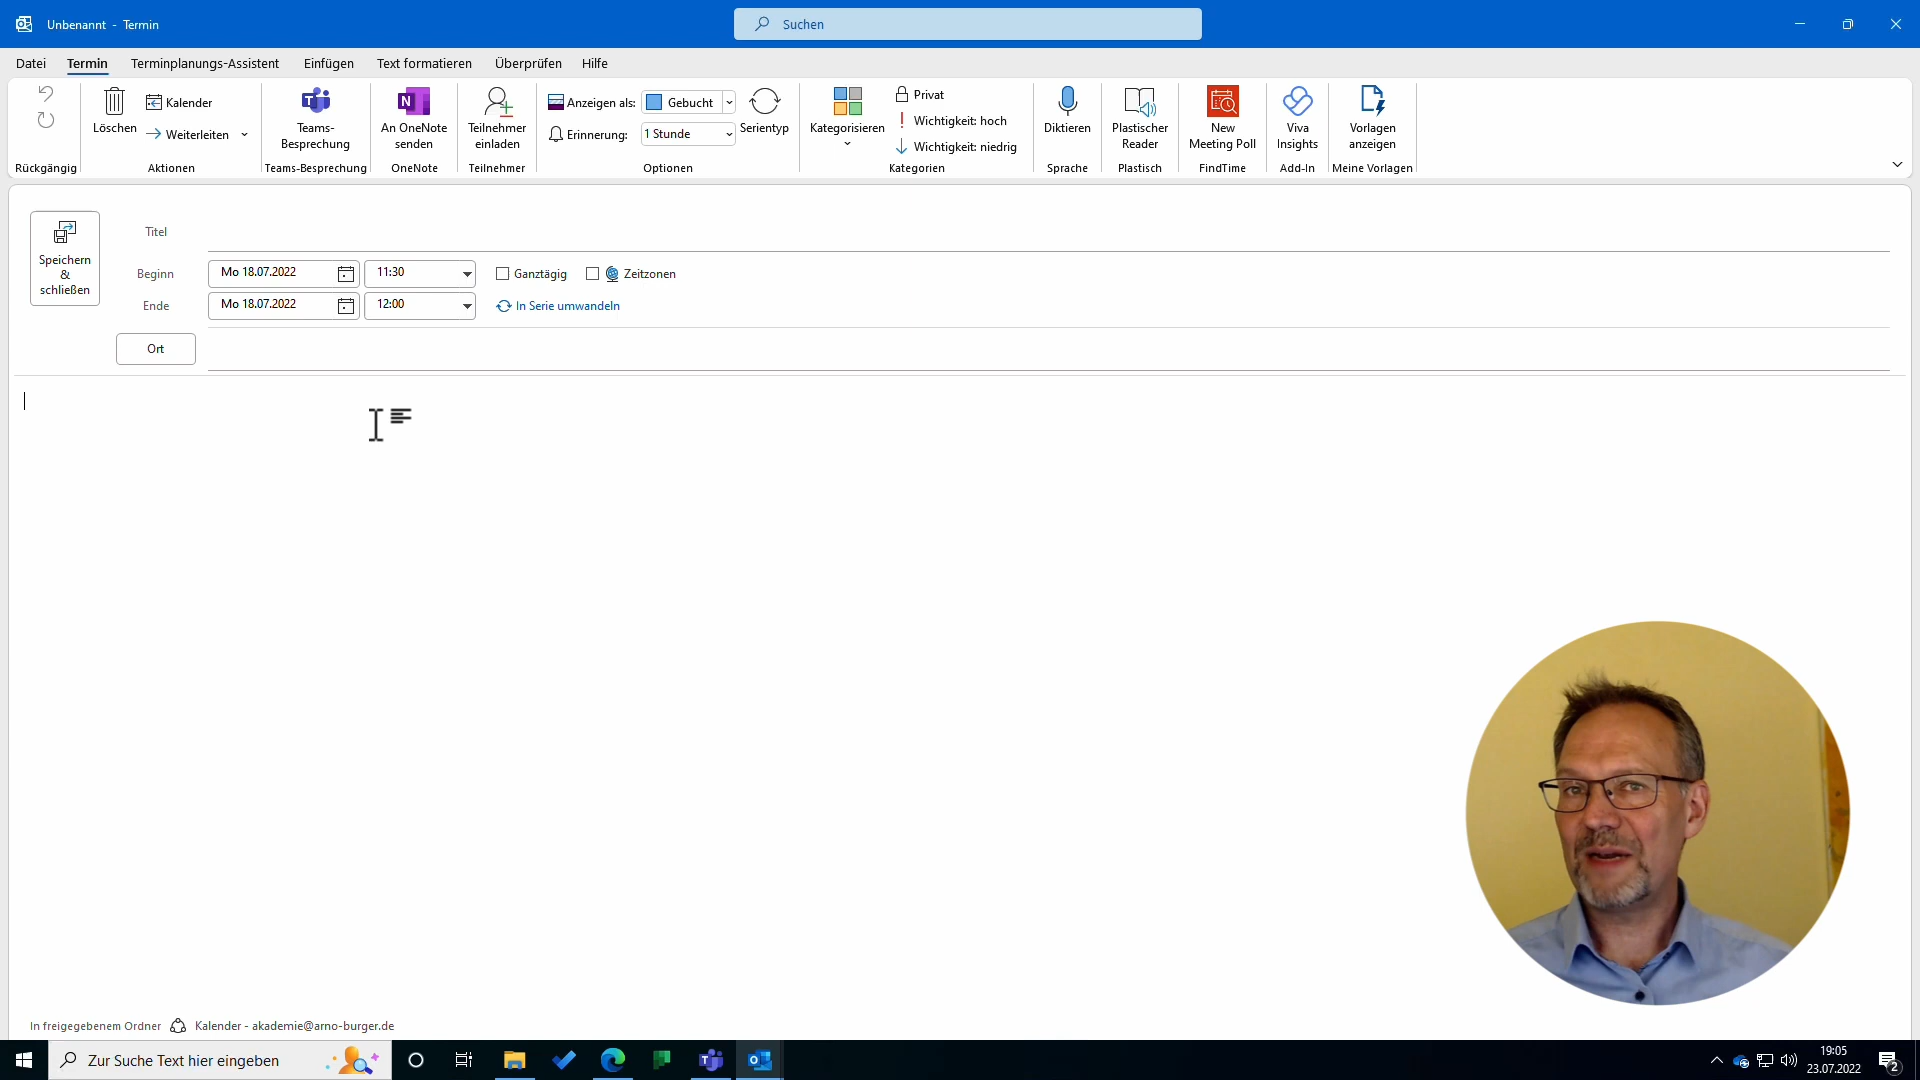 Unbenannt - Termin
Suchen
Datei Termin Terminplanungs-Assistent Einfügen Text formatieren Überprüfen Hilfe
Rückgängig
Löschen
Kalender
Weiterleiten
Aktionen
Teams-
Besprechung
Teams-Besprechung
An OneNote
senden
OneNote
Teilnehmer
einladen
Teilnehmer
Anzeigen als: Gebucht
Erinnerung: 1 Stunde
Serientyp
Optionen
Kategorisieren
Privat
Wichtigkeit: hoch
Wichtigkeit: niedrig
Kategorien
Diktieren
Sprache
Plastischer
Reader
Plastisch
New
Meeting Poll
FindTime
Viva
Insights
Add-In
Vorlagen
anzeigen
Meine Vorlagen
Speichern
&
schließen
Titel
Beginn Mo 18.07.2022 11:30 Ganztägig Zeitzonen
Ende Mo 18.07.2022 12:00 In Serie umwandeln
Ort
In freigegebenem Ordner Kalender - akademie@arno-burger.de
Zur Suche Text hier eingeben
19:05
23.07.2022
2